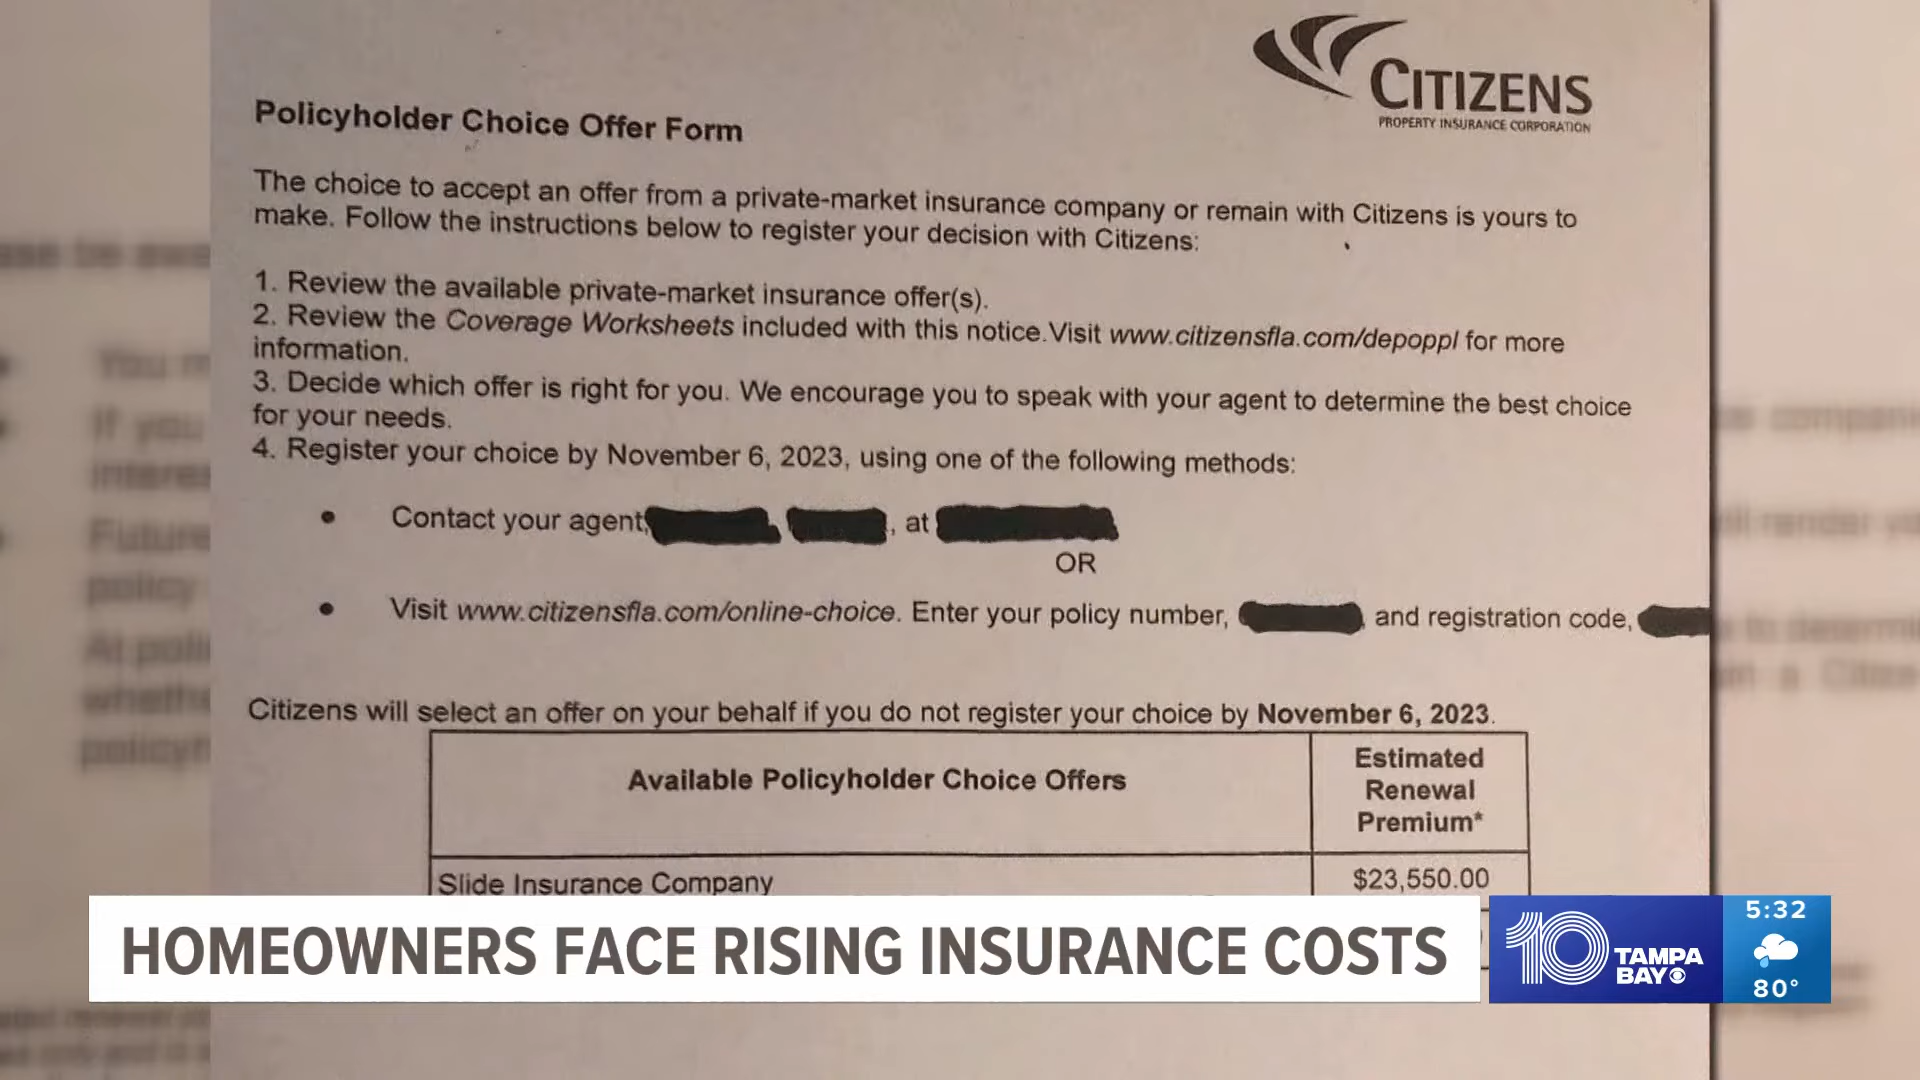 CITIZENS
PROPERTY INSURANCE CORPORATION
Policyholder Choice Offer Form
The choice to accept an offer from a private-market insurance company or remain with Citizens is yours to
make. Follow the instructions below to register your decision with Citizens:
1. Review the available private-market insurance offer(s).
2. Review the Coverage Worksheets included with this notice.Visit www.citizensfla.com/depoppl for more
information.
3. Decide which offer is right for you. We encourage you to speak with your agent to determine the best choice
for your needs.
4. Register your choice by November 6, 2023, using one of the following methods:
• Contact your agent, , at
OR
• Visit www.citizensfla.com/online-choice. Enter your policy number, and registration code,
Citizens will select an offer on your behalf if you do not register your choice by November 6, 2023.
Available Policyholder Choice Offers
Estimated
Renewal
Premium*
Slide Insurance Company $23,550.00
HOMEOWNERS FACE RISING INSURANCE COSTS
10 TAMPA
BAY
5:32
80°